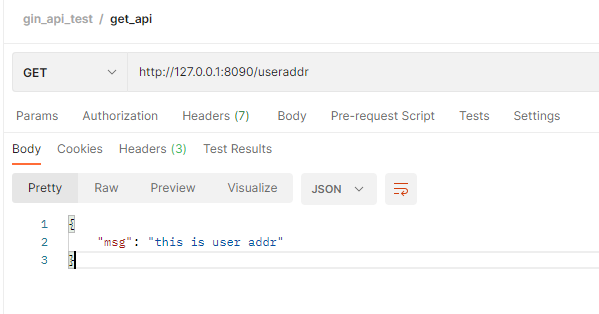 gin_api_test / get_api
GET http://127.0.0.1:8090/useraddr
Params Authorization Headers (7) Body Pre-request Script Tests Settings
Body Cookies Headers (3) Test Results
Pretty Raw Preview Visualize JSON
1 {
2 "msg": "this is user addr"
3 }